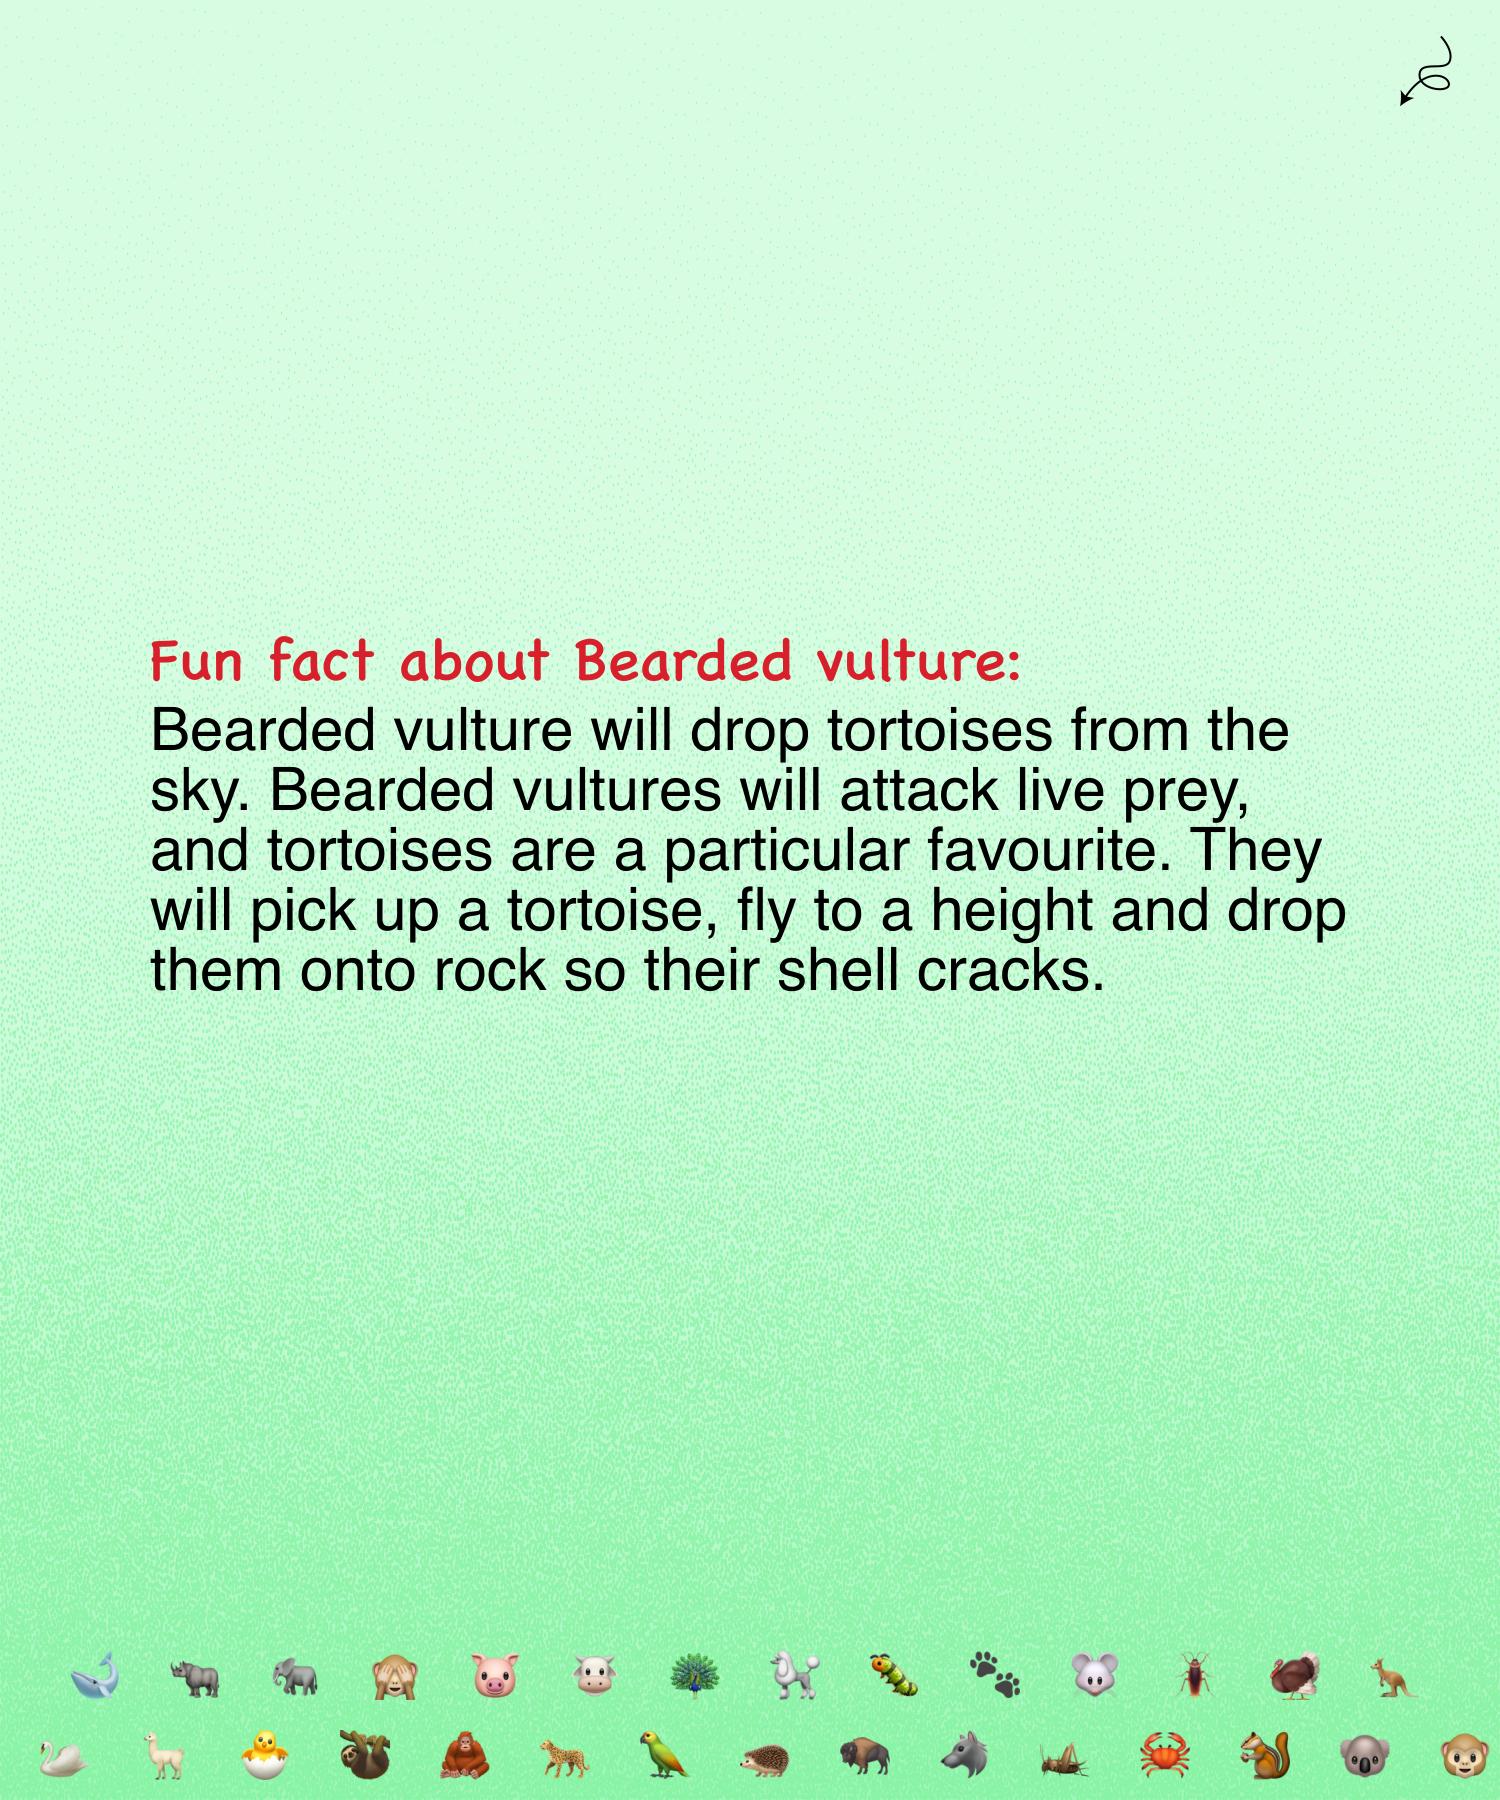 Fun fact about Bearded vulture:
Bearded vulture will drop tortoises from the
sky. Bearded vultures will attack live prey,
and tortoises are a particular favourite. They
will pick up a tortoise, fly to a height and drop
them onto rock so their shell cracks.